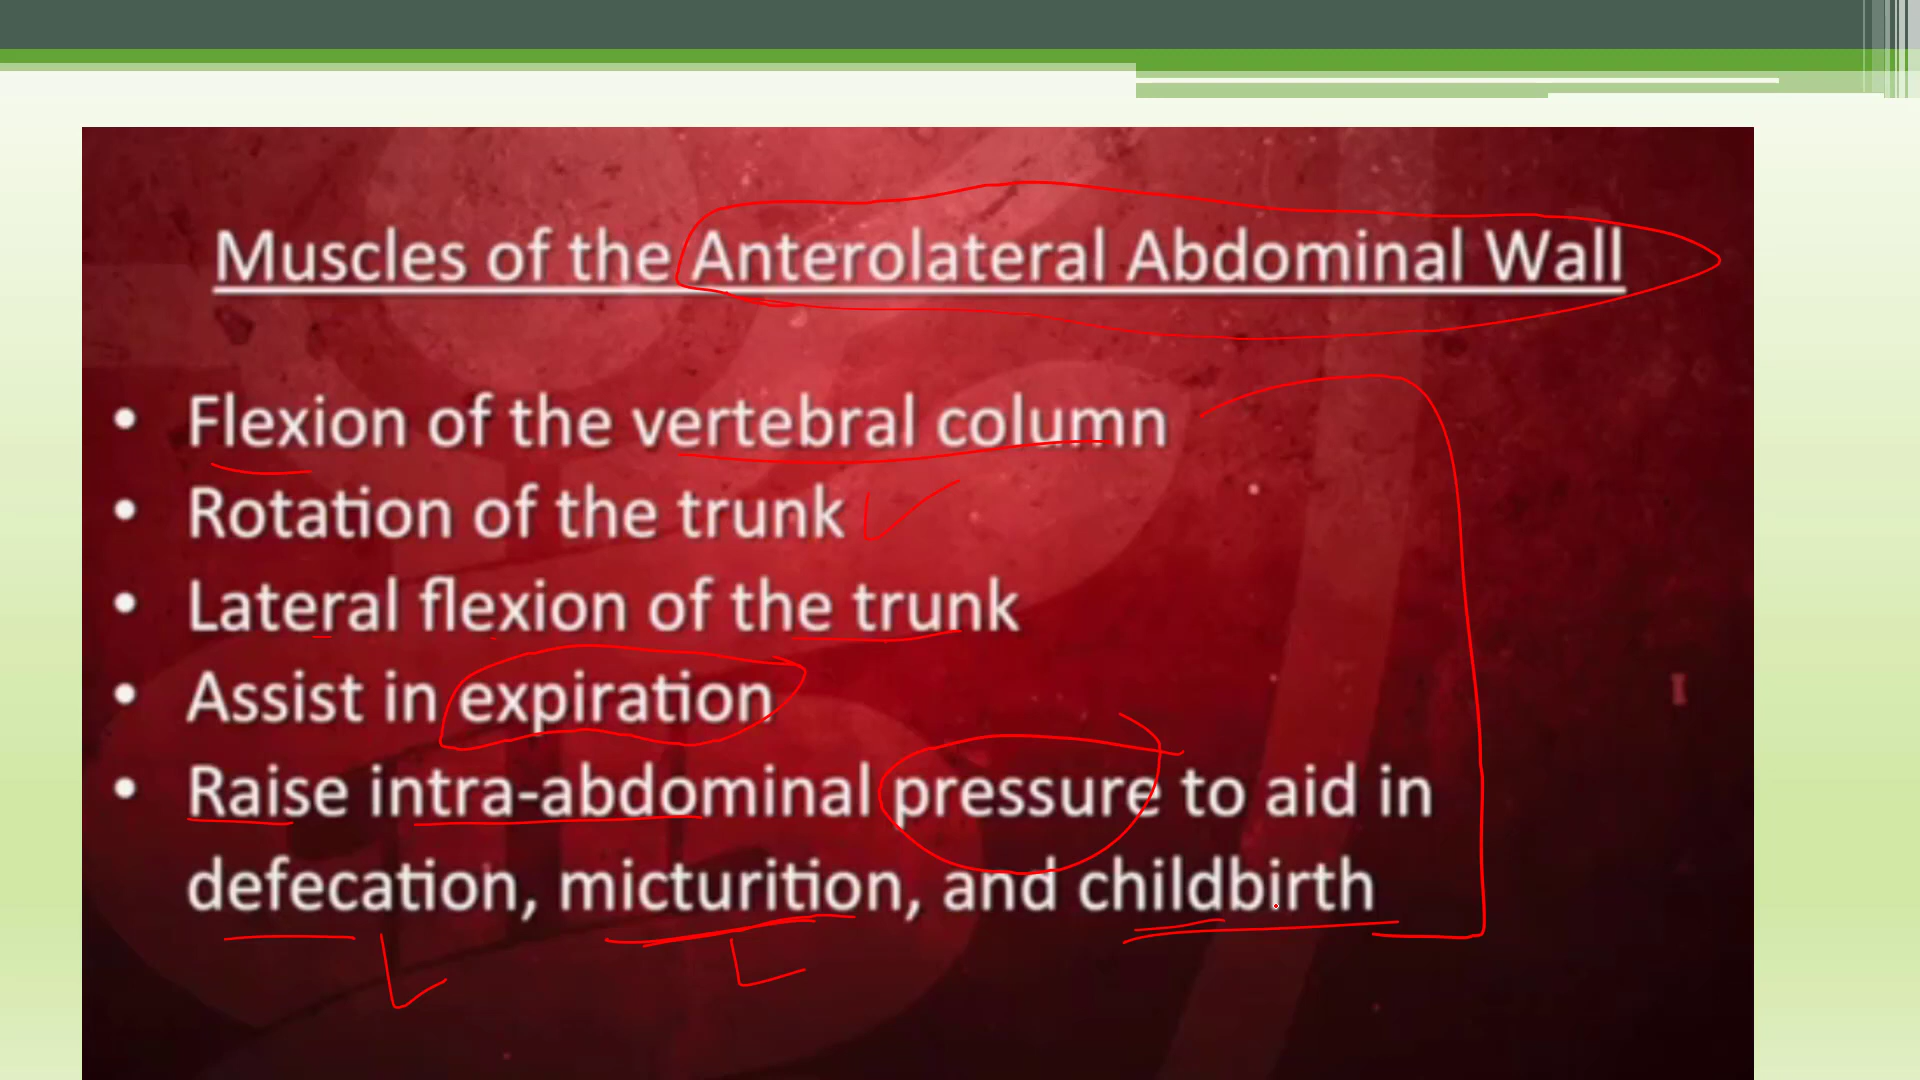 Muscles of the Anterolateral Abdominal Wall
• Flexion of the vertebral column
• Rotation of the trunk
• Lateral flexion of the trunk
• Assist in expiration
• Raise intra-abdominal pressure to aid in
defecation, micturition, and childbirth